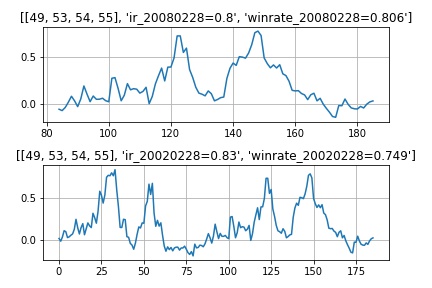 [[49, 53, 54, 55], 'ir_20080228=0.8', 'winrate_20080228=0.806']
0.5
0.0
80 100 120 140 160 180
[[49, 53, 54, 55], 'ir_20020228=0.83', 'winrate_20020228=0.749']
0.5
0.0
0 25 50 75 100 125 150 175